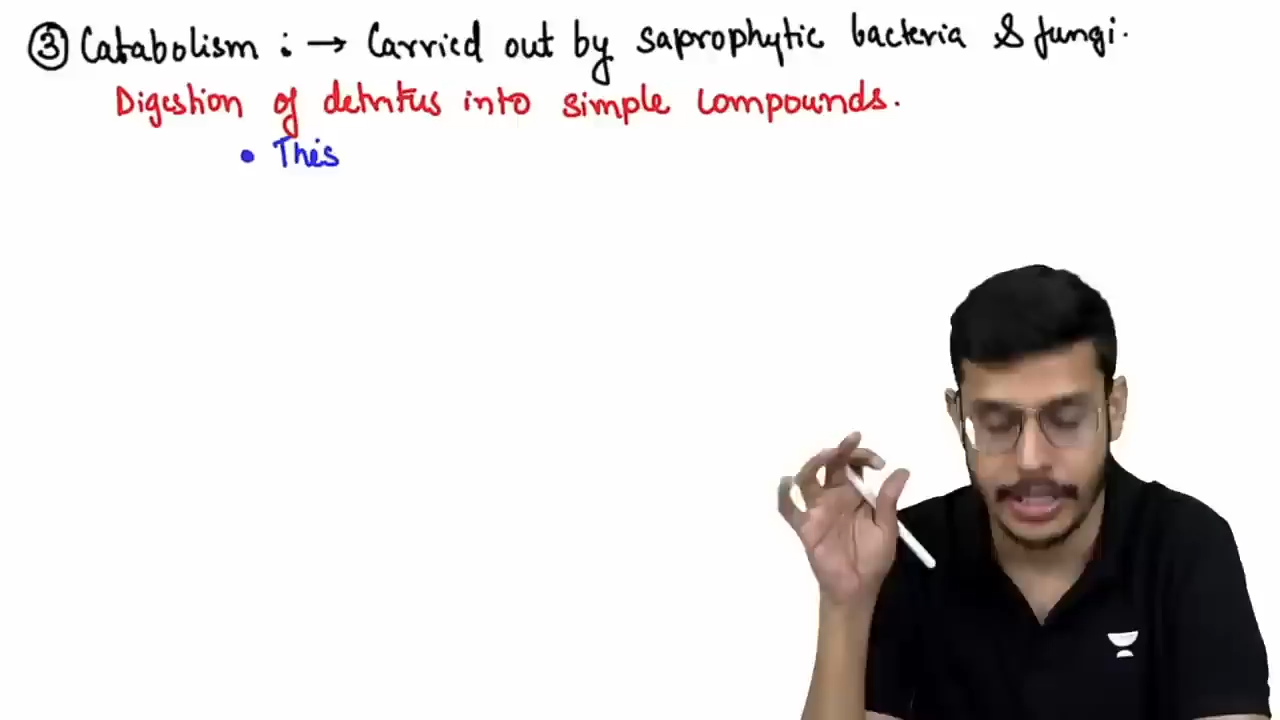 ③ Catabolism : → Carried out by saprophytic bacteria & fungi.
Digestion of detritus into simple compounds.
• This